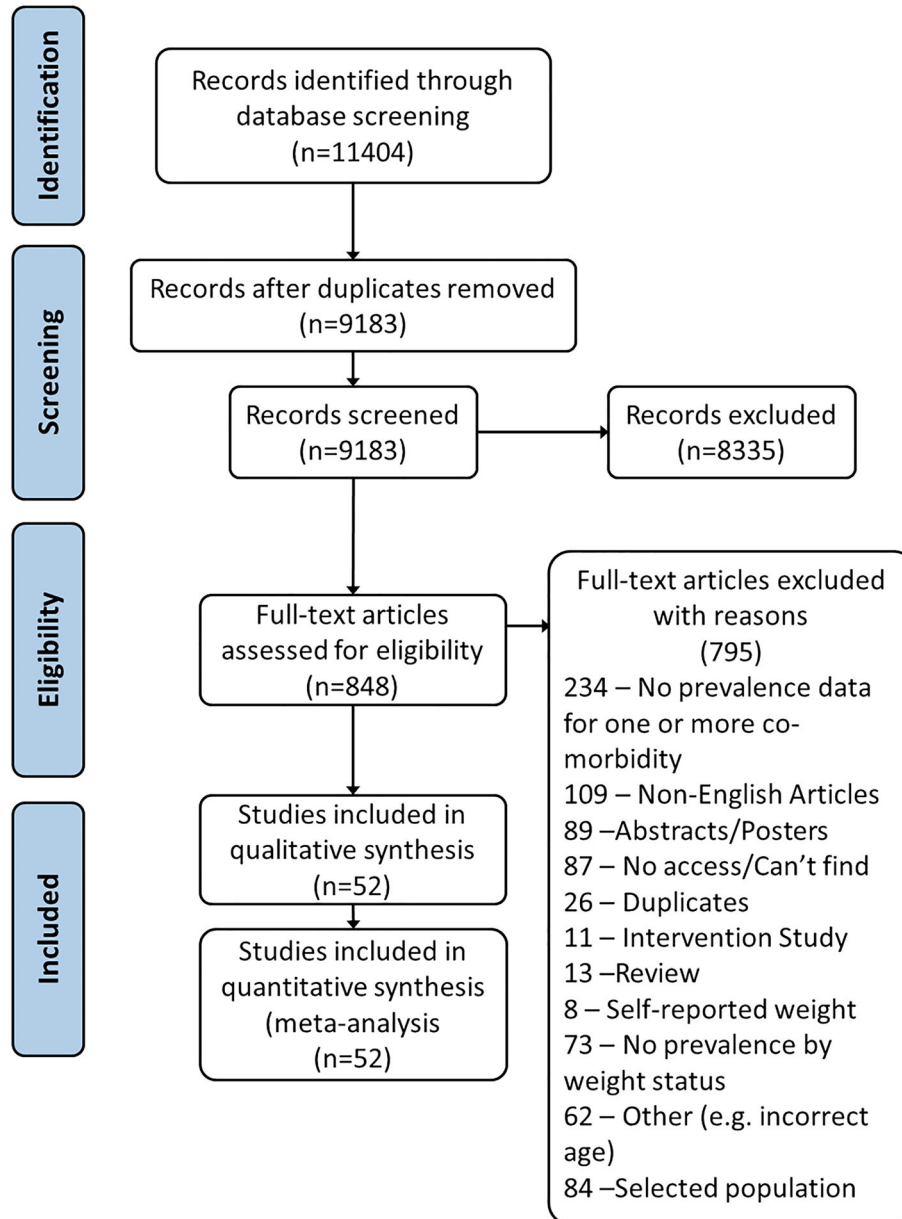 Identification
Records identified through
database screening
(n=11404)
Screening
Records after duplicates removed
(n=9183)
Records screened
(n=9183)
Records excluded
(n=8335)
Eligibility
Full-text articles
assessed for eligibility
(n=848)
Full-text articles excluded
with reasons
(795)
234 – No prevalence data
for one or more co-
morbidity
109 – Non-English Articles
89 –Abstracts/Posters
87 – No access/Can't find
26 – Duplicates
11 – Intervention Study
13 –Review
8 – Self-reported weight
73 – No prevalence by
weight status
62 – Other (e.g. incorrect
age)
84 –Selected population
Included
Studies included in
qualitative synthesis
(n=52)
Studies included in
quantitative synthesis
(meta-analysis
(n=52)